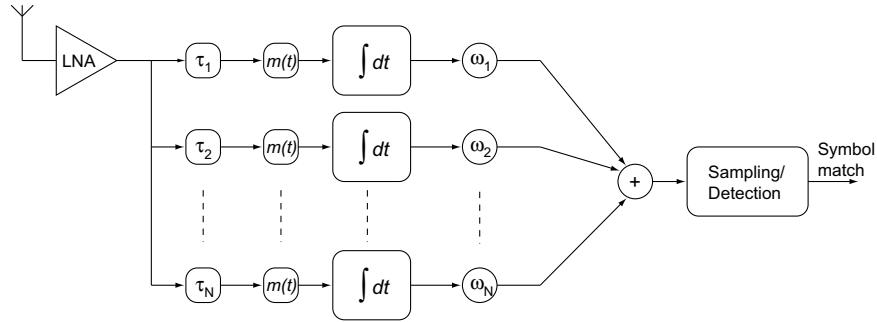 LNA
τ1 m(t) ∫ dt ω1
τ2 m(t) ∫ dt ω2
τN m(t) ∫ dt ωN
+
Sampling/
Detection
Symbol
match